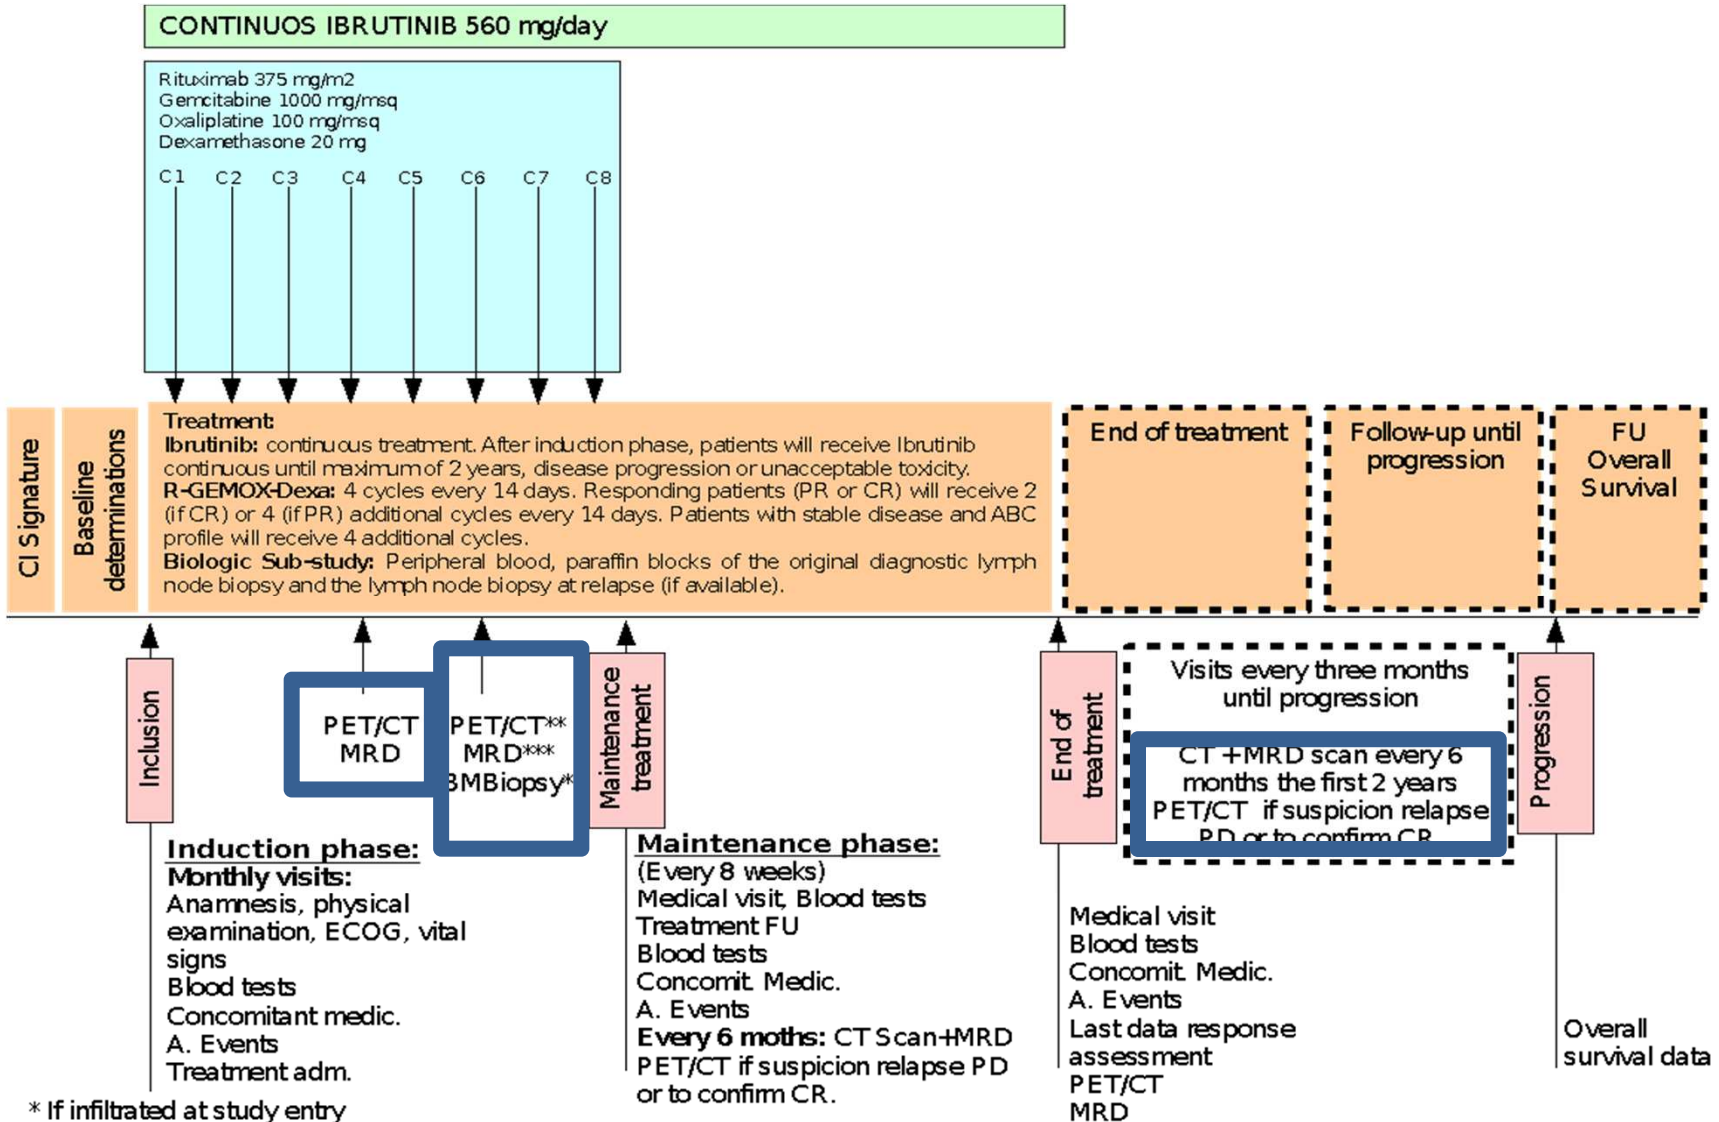 CONTINUOS IBRUTINIB 560 mg/day
Rituximab 375 mg/m2
Gemcitabine 1000 mg/msq
Oxaliplatine 100 mg/msq
Dexamethasone 20 mg
C1 C2 C3 C4 C5 C6 C7 C8
CI Signature
Baseline
determinations
Treatment:
Ibrutinib: continuous treatment. After induction phase, patients will receive Ibrutinib
continuous until maximum of 2 years, disease progression or unacceptable toxicity.
R-GEMOX-Dexa: 4 cycles every 14 days. Responding patients (PR or CR) will receive 2
(if CR) or 4 (if PR) additional cycles every 14 days. Patients with stable disease and ABC
profile will receive 4 additional cycles.
Biologic Sub-study: Peripheral blood, paraffin blocks of the original diagnostic lymph
node biopsy and the lymph node biopsy at relapse (if available).
End of treatment
Follow-up until
progression
FU
Overall
Survival
Inclusion
PET/CT
MRD
PET/CT**
MRD***
BMBiopsy*
Maintenance
treatment
End of
treatment
Visits every three months
until progression
CT +MRD scan every 6
months the first 2 years
PET/CT if suspicion relapse
PD or to confirm CR
Progression
Induction phase:
Monthly visits:
Anamnesis, physical
examination, ECOG, vital
signs
Blood tests
Concomitant medic.
A. Events
Treatment adm.
* If infiltrated at study entry
Maintenance phase:
(Every 8 weeks)
Medical visit, Blood tests
Treatment FU
Blood tests
Concomit. Medic.
A. Events
Every 6 moths: CT Scan+MRD
PET/CT if suspicion relapse PD
or to confirm CR.
Medical visit
Blood tests
Concomit. Medic.
A. Events
Last data response
assessment
PET/CT
MRD
Overall
survival data